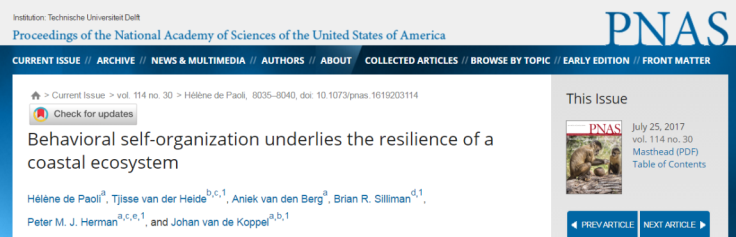 Institution: Technische Universiteit Delft
Proceedings of the National Academy of Sciences of the United States of America
PNAS
CURRENT ISSUE // ARCHIVE // NEWS & MULTIMEDIA // AUTHORS // ABOUT COLLECTED ARTICLES // BROWSE BY TOPIC // EARLY EDITION // FRONT MATTER
> Current Issue > vol. 114 no. 30 > Hélène de Paoli, 8035–8040, doi: 10.1073/pnas.1619203114
Check for updates
Behavioral self-organization underlies the resilience of a
coastal ecosystem
Hélène de Paoli^a, Tjisse van der Heide^b,c,1, Aniek van den Berg^a, Brian R. Silliman^d,1,
Peter M. J. Herman^a,c,e,1, and Johan van de Koppel^a,b,1
This Issue
PNAS
July 25, 2017
vol. 114 no. 30
Masthead (PDF)
Table of Contents
◀ PREV ARTICLE NEXT ARTICLE ▶